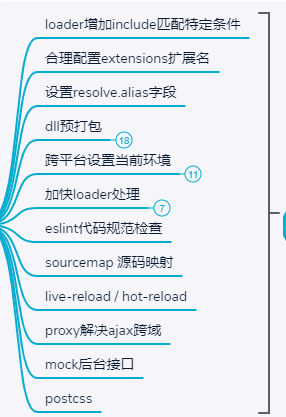 loader增加include匹配特定条件
合理配置extensions扩展名
设置resolve.alias字段
dll预打包 18
跨平台设置当前环境 11
加快loader处理 7
eslint代码规范检查
sourcemap 源码映射
live-reload / hot-reload
proxy解决ajax跨域
mock后台接口
postcss